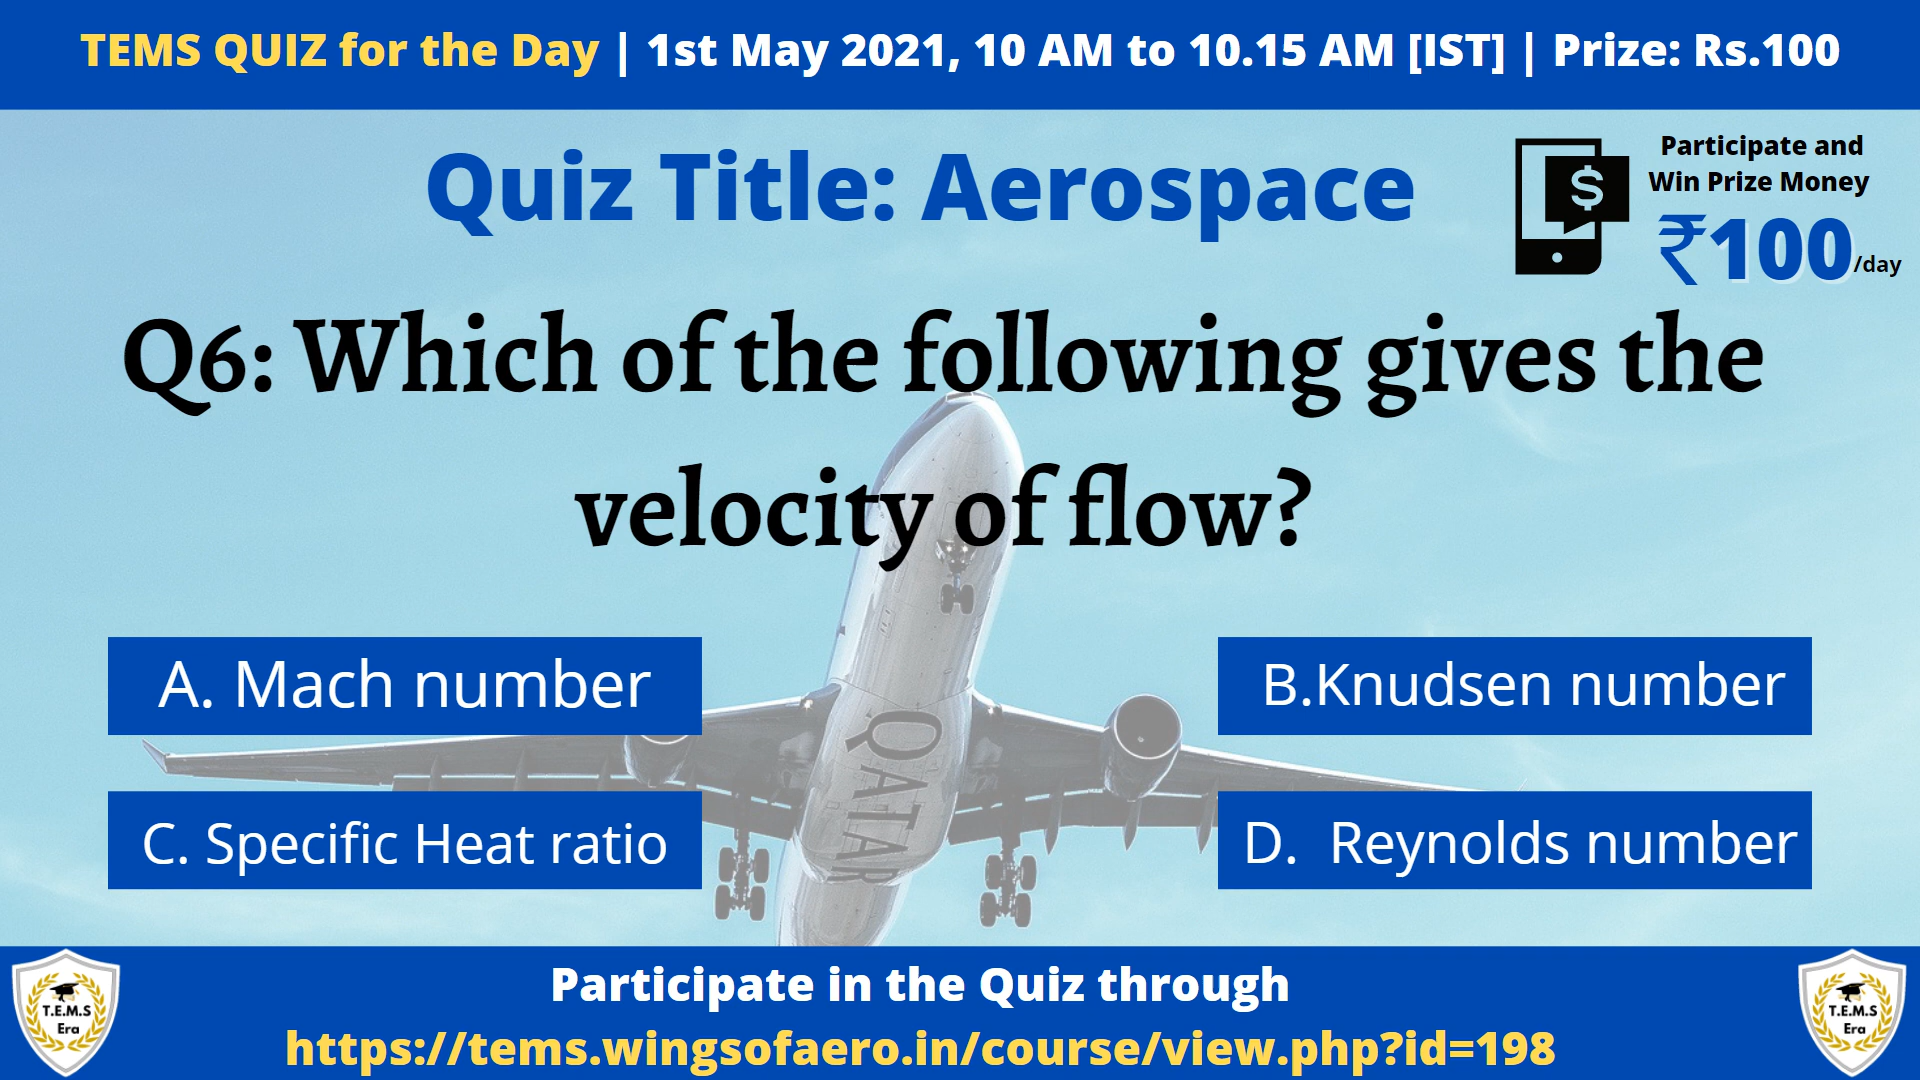 TEMS QUIZ for the Day | 1st May 2021, 10 AM to 10.15 AM [IST] | Prize: Rs.100
Quiz Title: Aerospace
$
Participate and
Win Prize Money
₹100/day
Q6: Which of the following gives the
velocity of flow?
A. Mach number
B.Knudsen number
C. Specific Heat ratio
D. Reynolds number
QATAR
Participate in the Quiz through
https://tems.wingsofaero.in/course/view.php?id=198
T.E.M.S
Era
T.E.M.S
Era